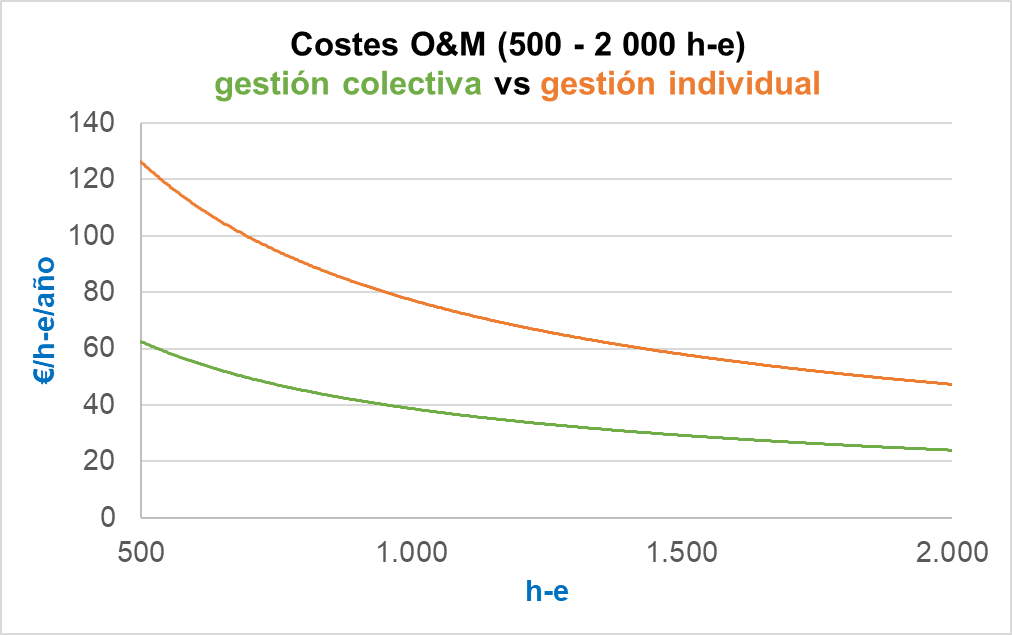 Costes O&M (500 - 2 000 h-e)
gestión colectiva vs gestión individual
140
120
100
80
60
40
20
0
€/h-e/año
500 1.000 1.500 2.000
h-e